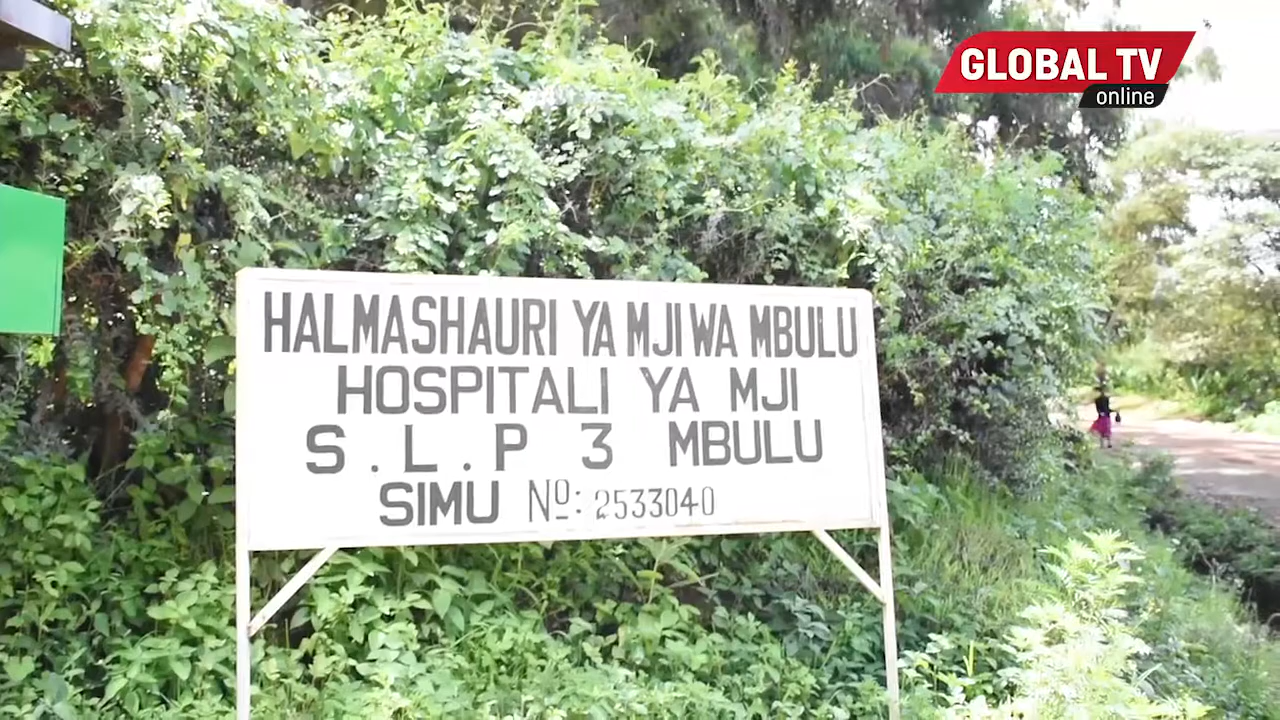 GLOBAL TV
online
HALMASHAURI YA MJI WA MBULU
HOSPITALI YA MJI
S.L.P 3 MBULU
SIMU Nº: 2533040